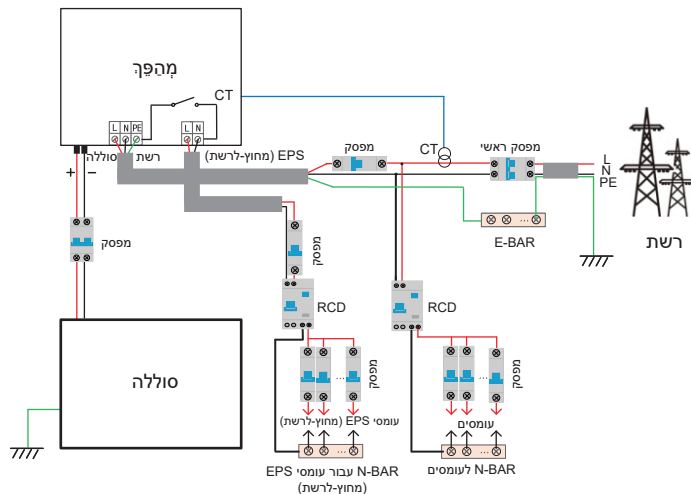 מְהַפֵּךְ
CT
L N PE
L N
סוללה
רשת
EPS (מחוץ-לרשת)
+
−
מפסק
מפסק
CT
מפסק ראשי
L
N
PE
רשת
E-BAR
מפסק
RCD
RCD
מפסק
מפסק
...
...
...
סוללה
עומסי EPS (מחוץ-לרשת)
עומסים
...
...
N-BAR עבור עומסי EPS
(מחוץ-לרשת)
N-BAR לעומסים